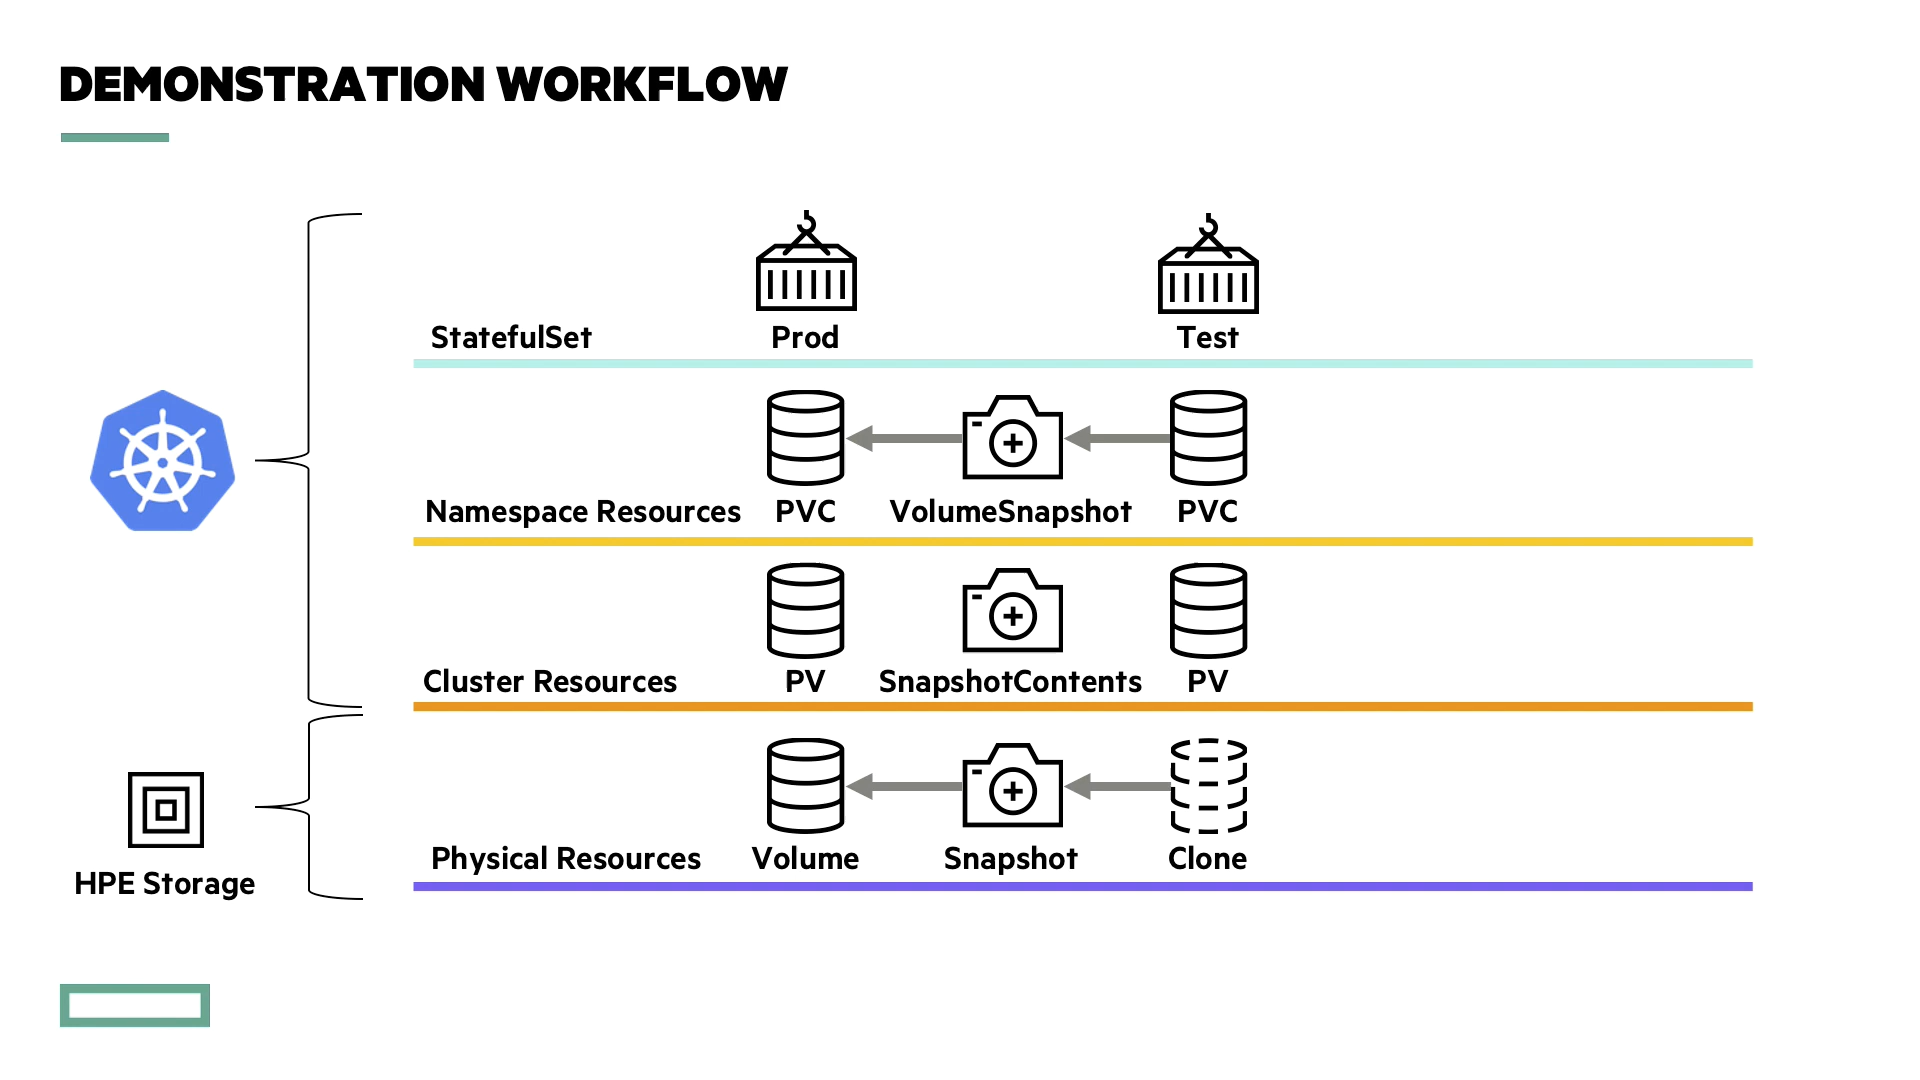 DEMONSTRATION WORKFLOW
StatefulSet Prod Test
Namespace Resources PVC VolumeSnapshot PVC
Cluster Resources PV SnapshotContents PV
Physical Resources Volume Snapshot Clone
HPE Storage